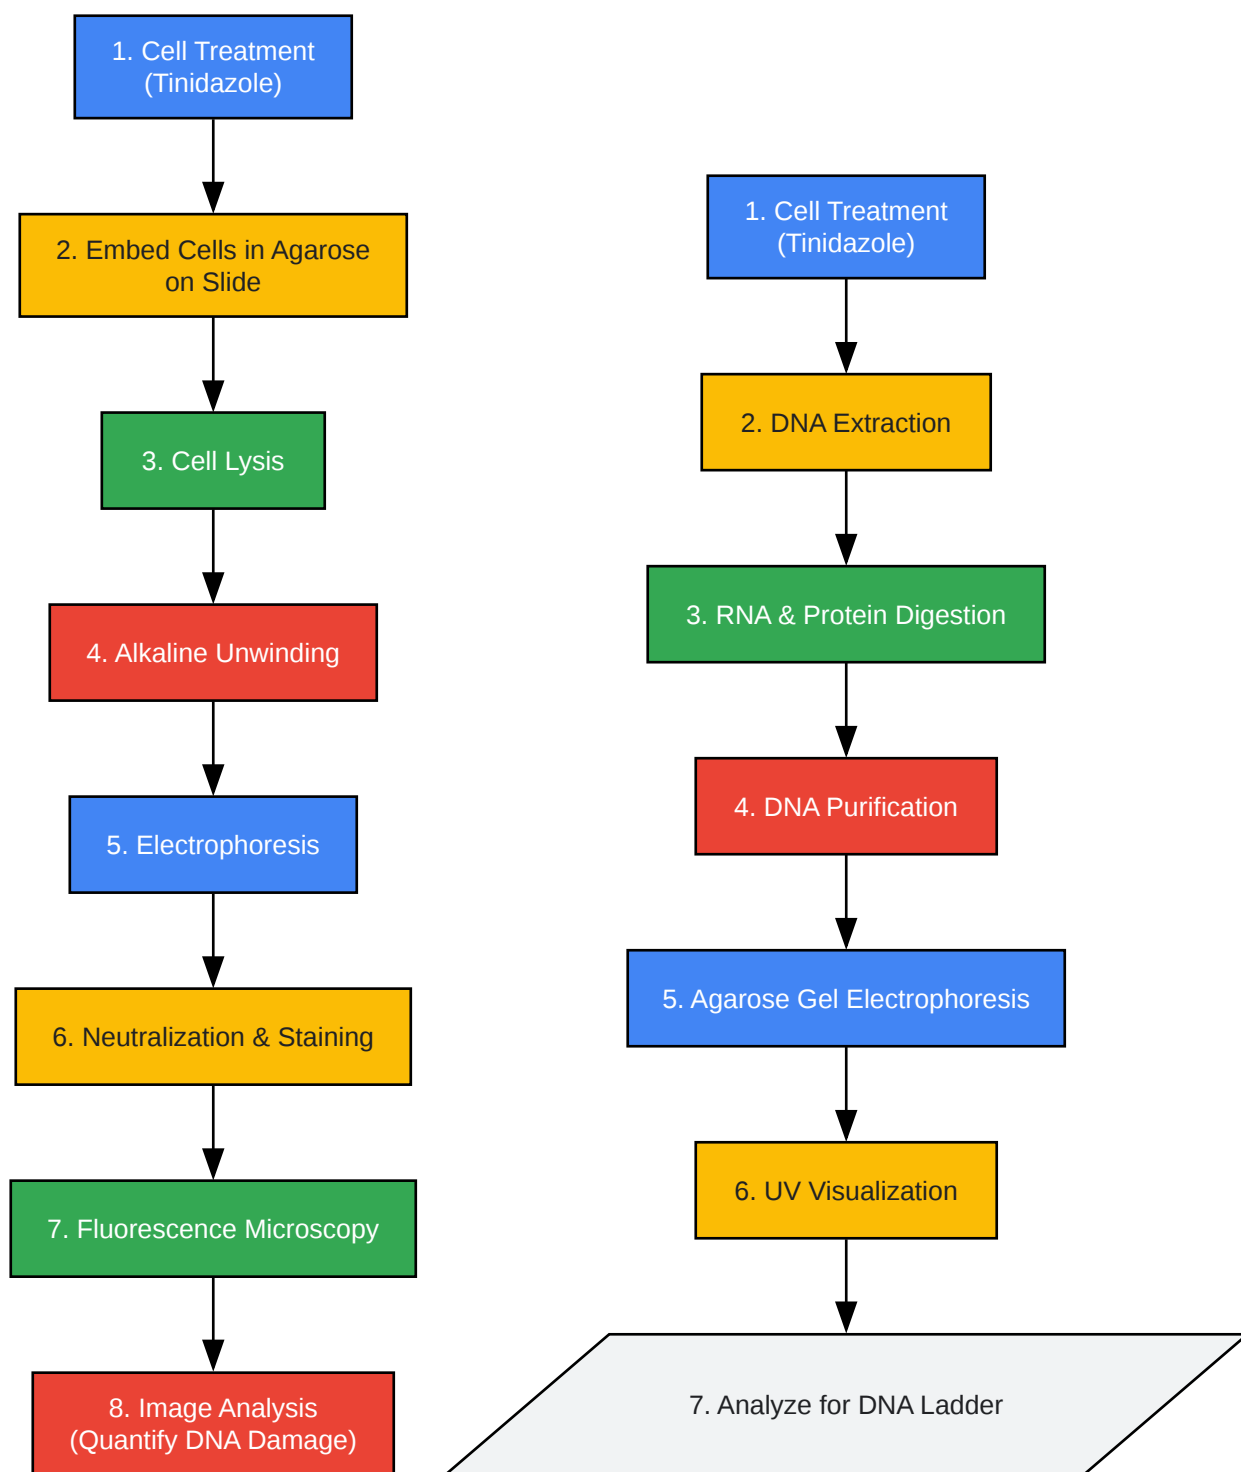 1. Cell Treatment
(Tinidazole)
2. Embed Cells in Agarose
on Slide
3. Cell Lysis
4. Alkaline Unwinding
5. Electrophoresis
6. Neutralization & Staining
7. Fluorescence Microscopy
8. Image Analysis
(Quantify DNA Damage)
1. Cell Treatment
(Tinidazole)
2. DNA Extraction
3. RNA & Protein Digestion
4. DNA Purification
5. Agarose Gel Electrophoresis
6. UV Visualization
7. Analyze for DNA Ladder